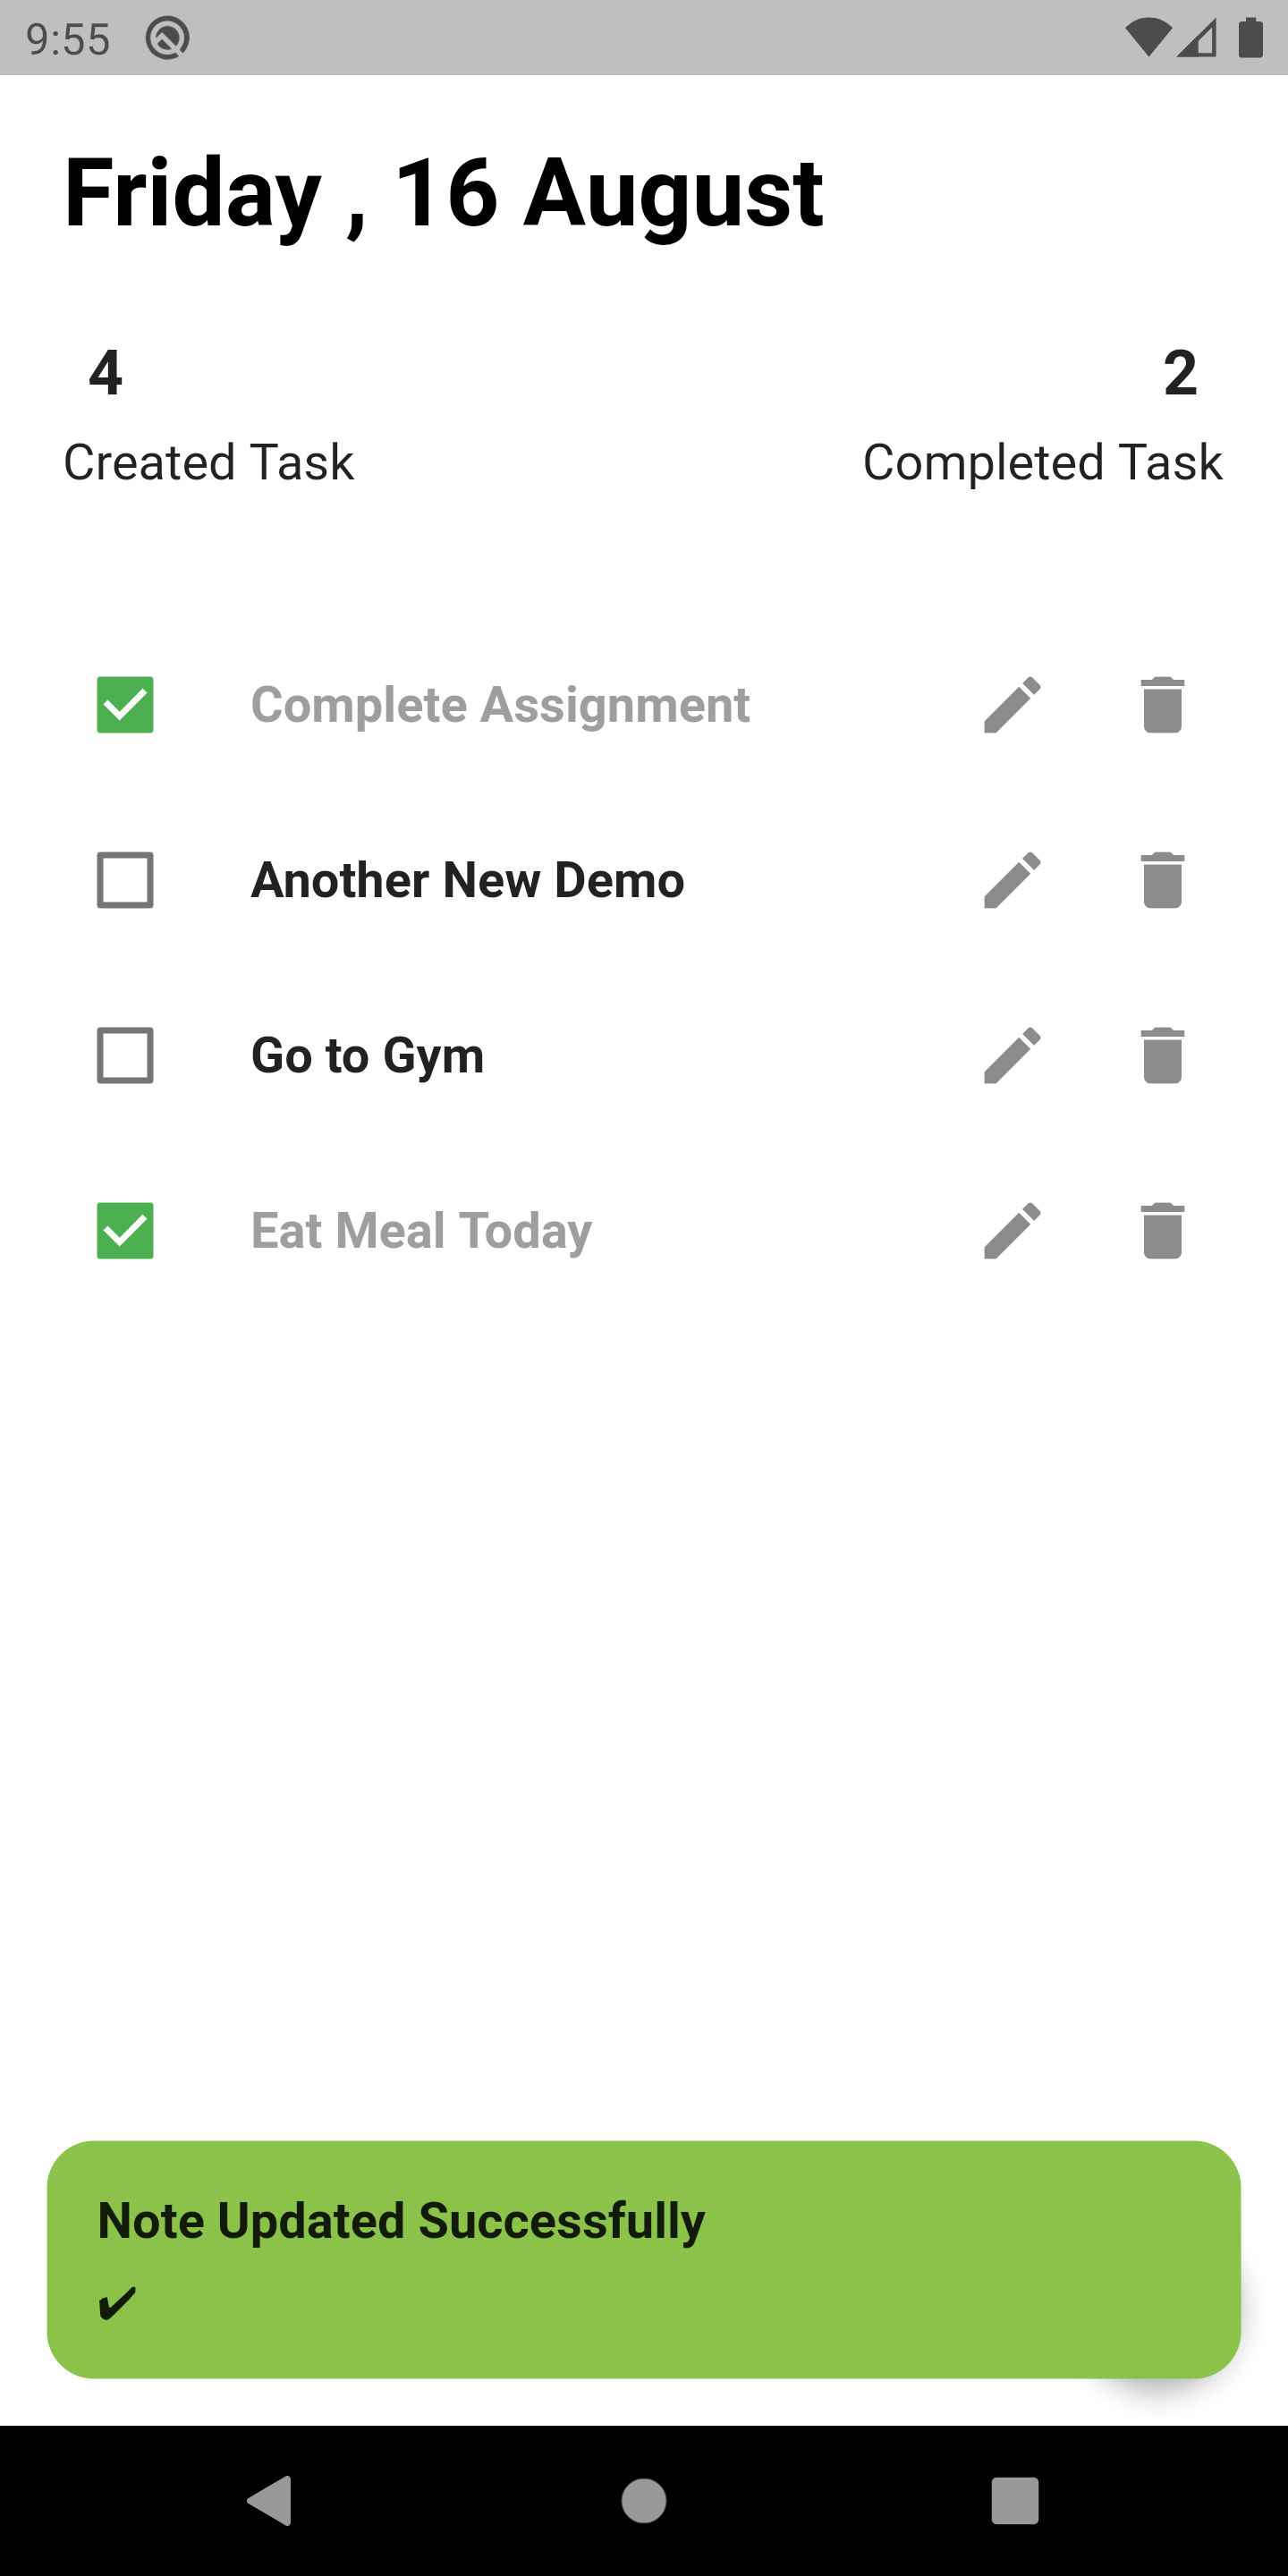 9:55
Friday , 16 August
4
2
Created Task
Completed Task
Complete Assignment
Another New Demo
Go to Gym
Eat Meal Today
Note Updated Successfully
✔